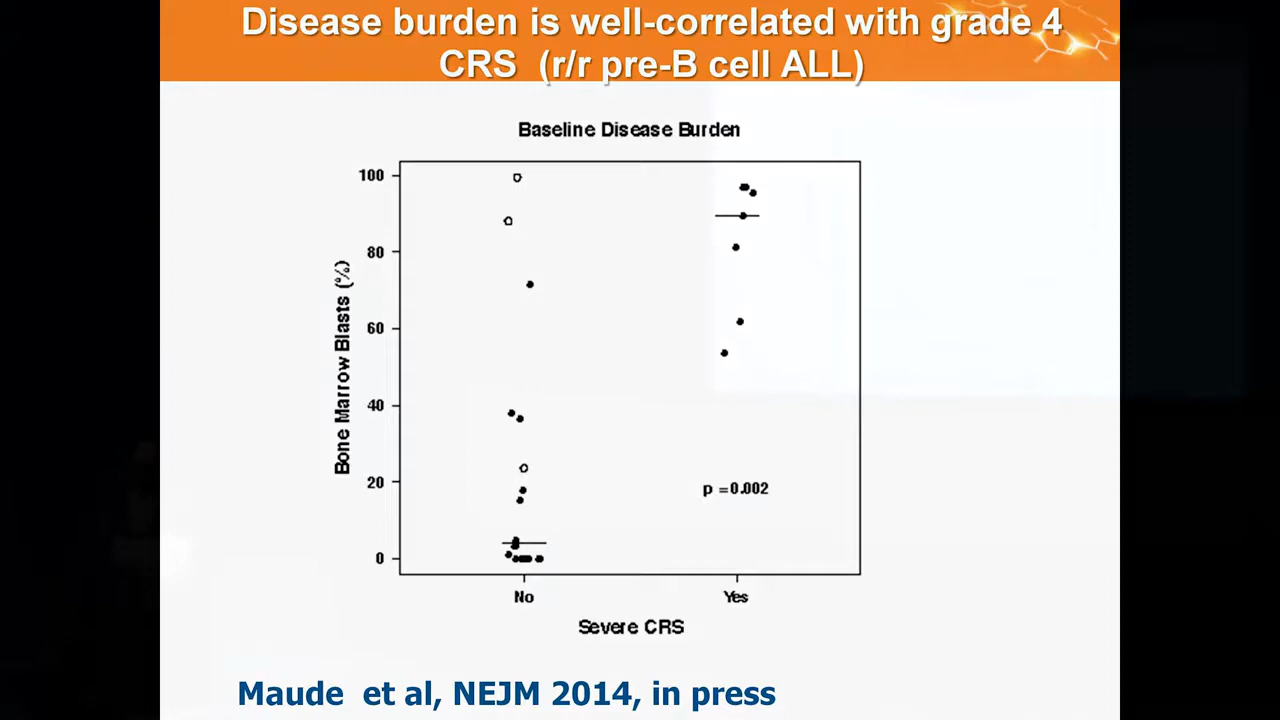 Disease burden is well-correlated with grade 4
CRS (r/r pre-B cell ALL)
Baseline Disease Burden
Bone Marrow Blasts (%)
100
80
60
40
20
0
p =0.002
No
Yes
Severe CRS
Maude et al, NEJM 2014, in press